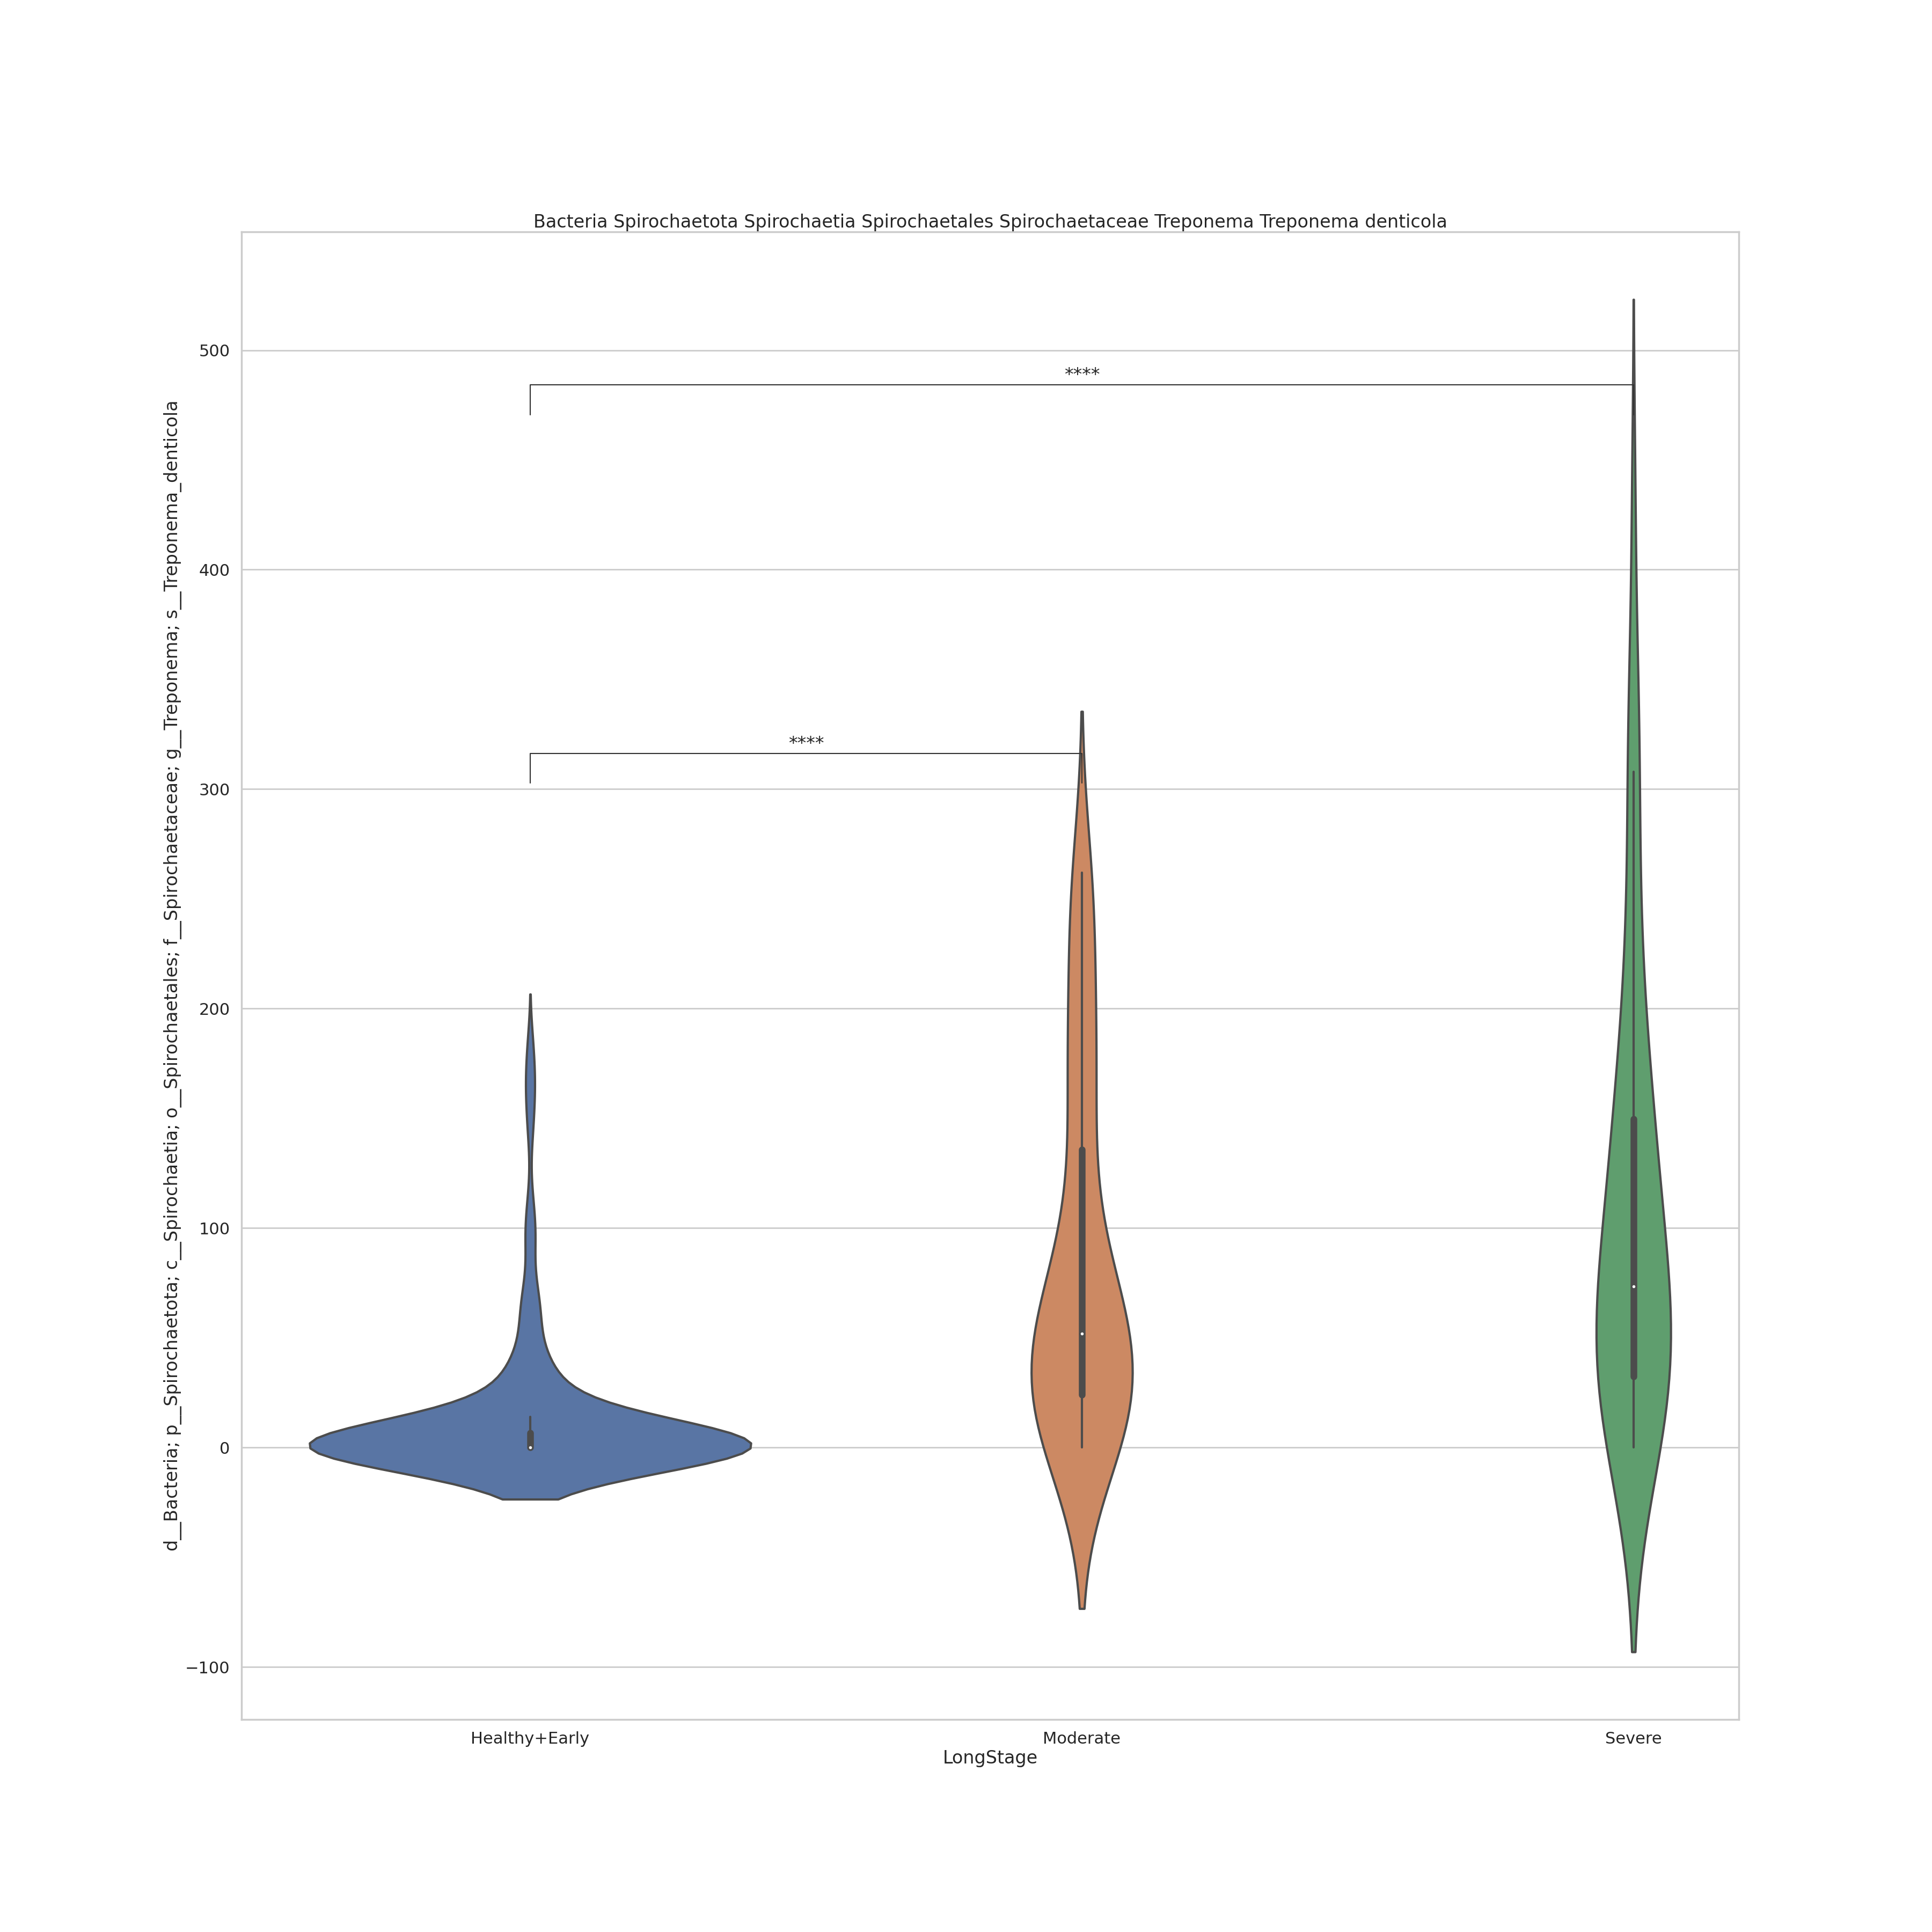 Bacteria Spirochaetota Spirochaetia Spirochaetales Spirochaetaceae Treponema Treponema denticola
d__Bacteria; p__Spirochaetota; c__Spirochaetia; o__Spirochaetales; f__Spirochaetaceae; g__Treponema; s__Treponema_denticola
500
400
300
200
100
0
−100
****
****
Healthy+Early
Moderate
Severe
LongStage